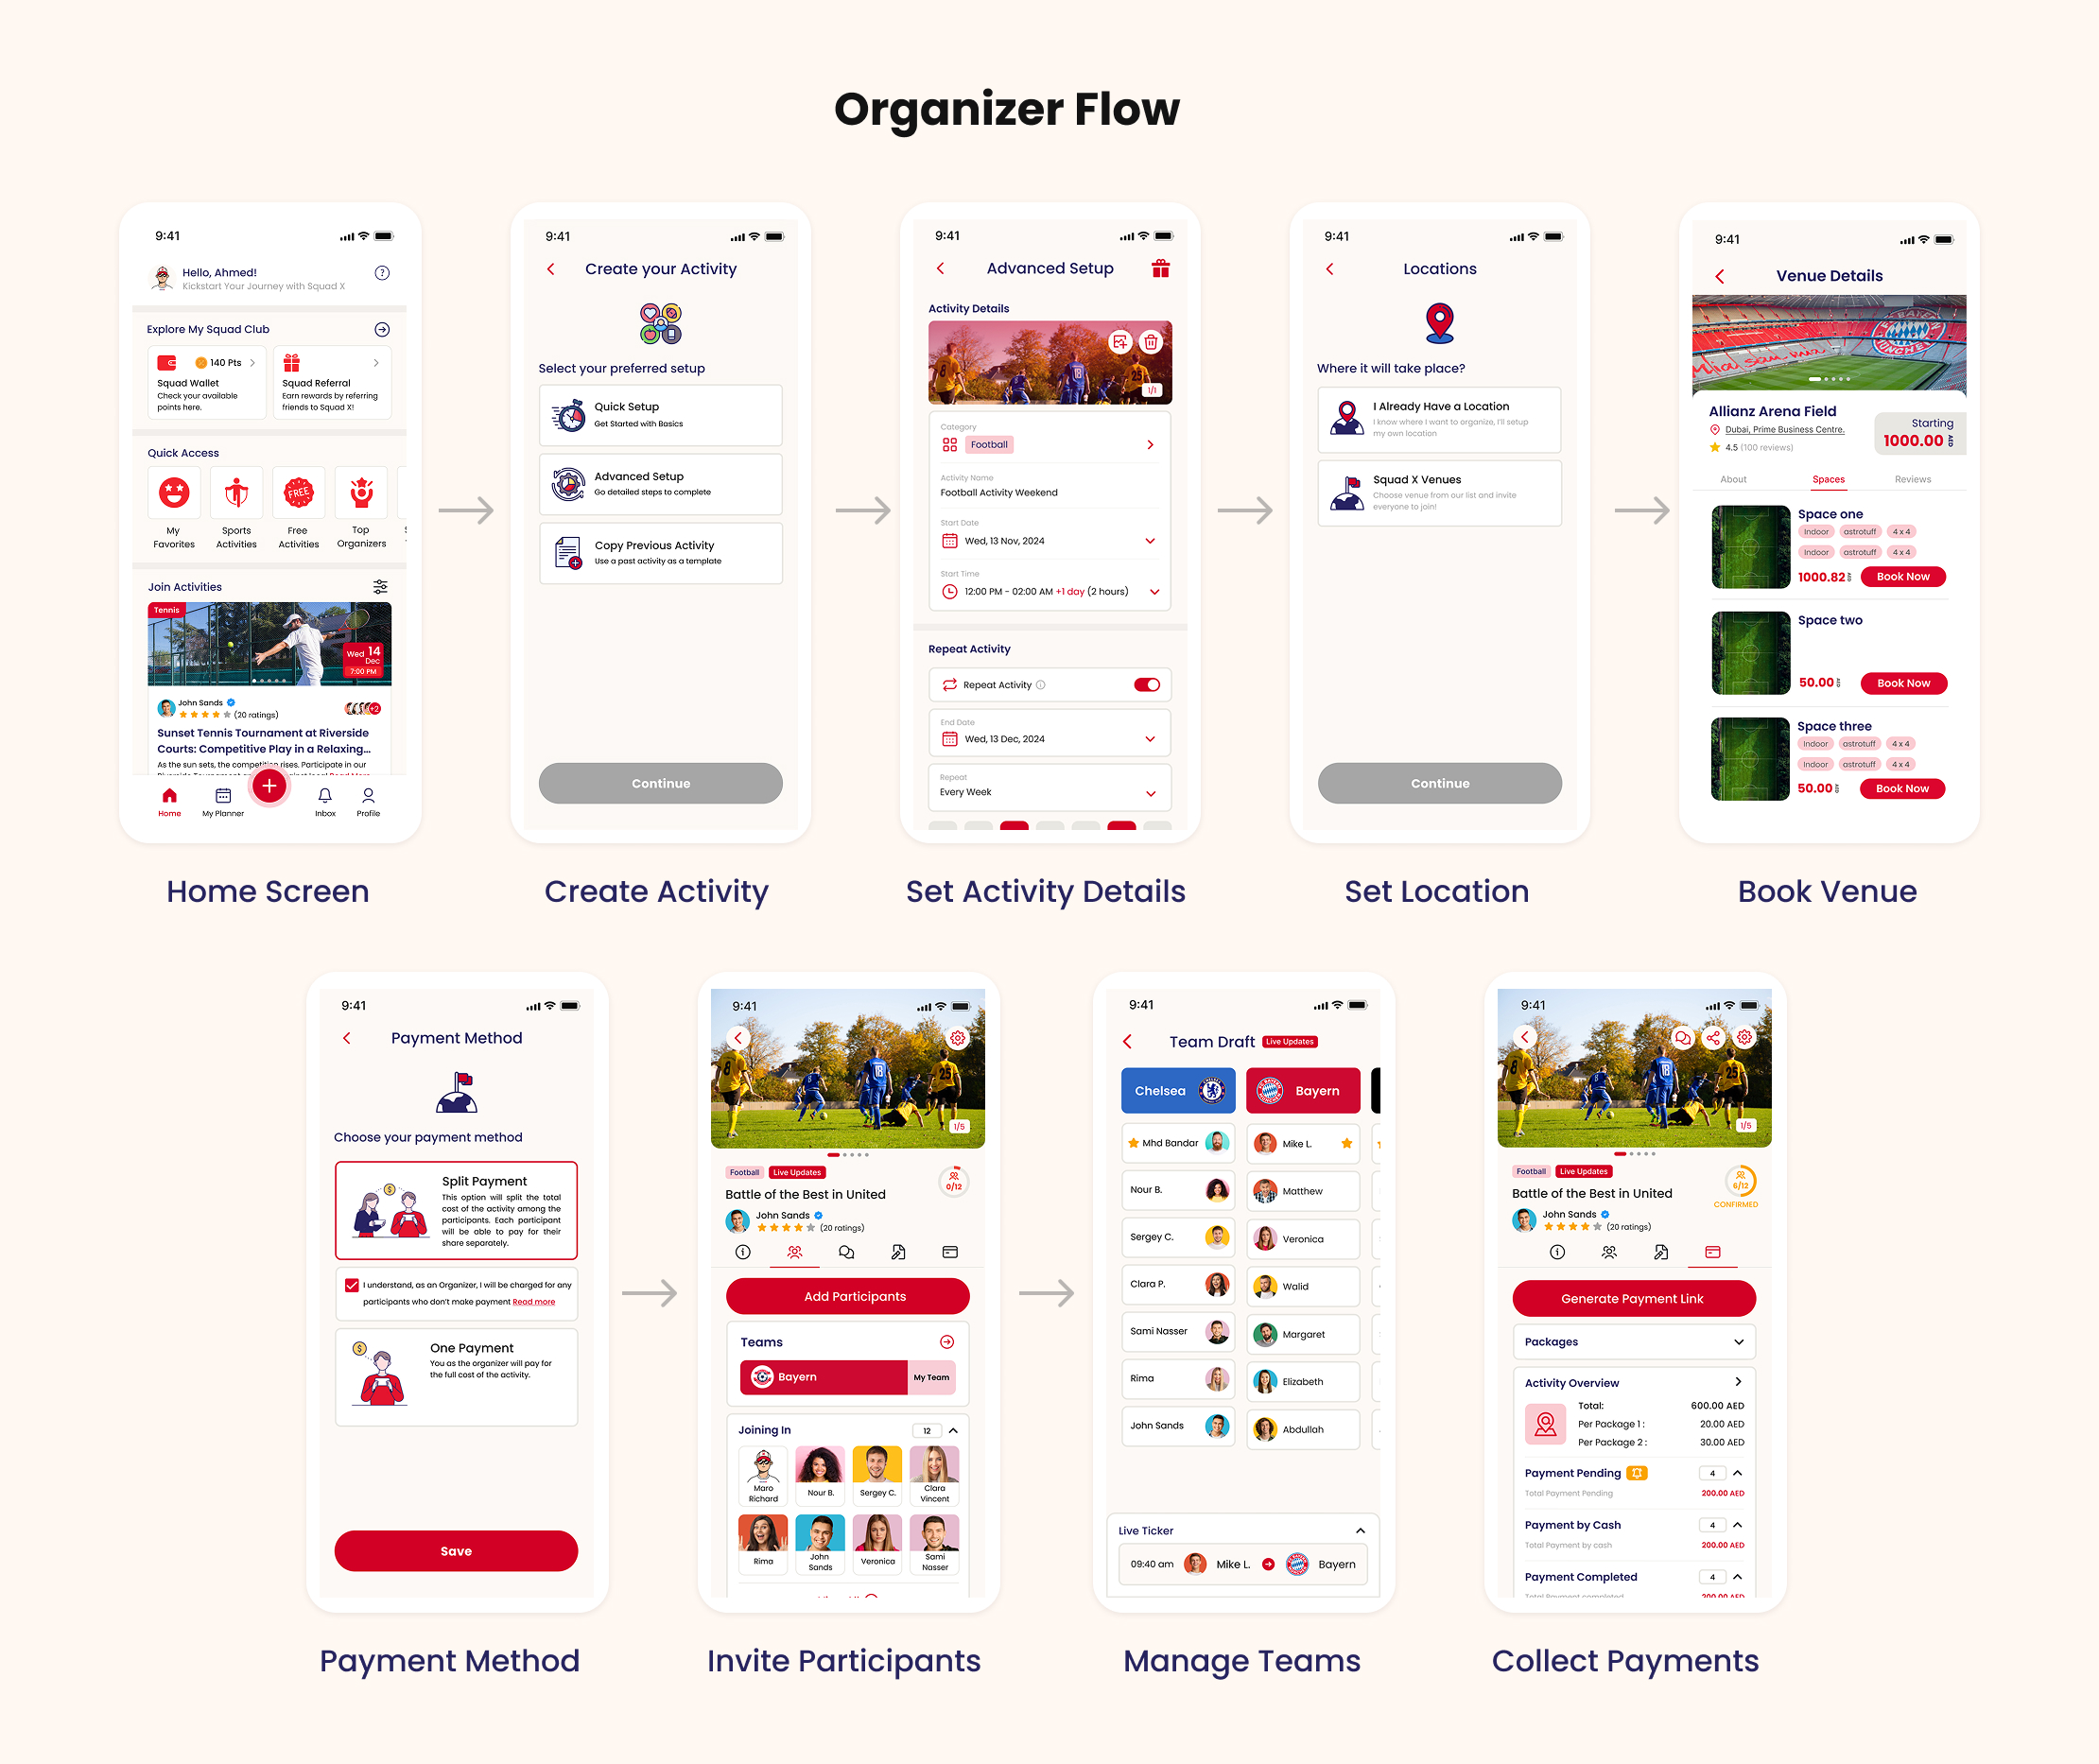 Organizer Flow
9:41
Hello, Ahmed!
Kickstart Your Journey with Squad X
Explore My Squad Club
140 Pts
Squad Wallet
Check your available
points here.
Squad Referral
Earn rewards by referring
friends to Squad X!
Quick Access
FREE
My
Favorites
Sports
Activities
Free
Activities
Top
Organizers
Join Activities
Tennis
Wed 14
Dec
7:00 PM
John Sands
(20 ratings)
+2
Sunset Tennis Tournament at Riverside
Courts: Competitive Play in a Relaxing...
As the sun sets, the competition rises. Participate in our
Home
My Planner
Inbox
Profile
Home Screen
9:41
Create your Activity
Select your preferred setup
Quick Setup
Get Started with Basics
Advanced Setup
Go detailed steps to complete
Copy Previous Activity
Use a past activity as a template
Continue
Create Activity
9:41
Advanced Setup
Activity Details
8
18
25
1/1
Category
Football
Activity Name
Football Activity Weekend
Start Date
Wed, 13 Nov, 2024
Start Time
12:00 PM - 02:00 AM +1 day (2 hours)
Repeat Activity
Repeat Activity
End Date
Wed, 13 Dec, 2024
Repeat
Every Week
Set Activity Details
9:41
Locations
Where it will take place?
I Already Have a Location
I know where I want to organize, I'll setup
my own location
Squad X Venues
Choose venue from our list and invite
everyone to join!
Continue
Set Location
9:41
Venue Details
Allianz Arena Field
Dubai, Prime Business Centre.
4.5 (100 reviews)
Starting
1000.00 AED
About
Spaces
Reviews
Space one
Indoor astrotuff 4 x 4
Indoor astrotuff 4 x 4
1000.82
Book Now
Space two
50.00
Book Now
Space three
Indoor astrotuff 4 x 4
Indoor astrotuff 4 x 4
50.00
Book Now
Book Venue
9:41
Payment Method
Choose your payment method
Split Payment
This option will split the total
cost of the activity among the
participants. Each participant
will be able to pay for their
share separately.
I understand, as an Organizer, I will be charged for any
participants who don't make payment Read more
One Payment
You as the organizer will pay for
the full cost of the activity.
Save
Payment Method
9:41
8
18
25
1/5
Football
Live Updates
0/12
Battle of the Best in United
John Sands
(20 ratings)
Add Participants
Teams
Bayern
My Team
Joining In
12
Maro
Richard
Nour B.
Sergey C.
Clara
Vincent
Rima
John
Sands
Veronica
Sami
Nasser
Invite Participants
9:41
Team Draft
Live Updates
Chelsea
Bayern
Mhd Bandar
Mike L.
Nour B.
Matthew
Sergey C.
Veronica
Clara P.
Walid
Sami Nasser
Margaret
Rima
Elizabeth
John Sands
Abdullah
Live Ticker
09:40 am
Mike L.
Bayern
Manage Teams
9:41
8
18
25
1/5
Football
Live Updates
6/12
CONFIRMED
Battle of the Best in United
John Sands
(20 ratings)
Generate Payment Link
Packages
Activity Overview
Total: 600.00 AED
Per Package 1 : 20.00 AED
Per Package 2 : 30.00 AED
Payment Pending
4
Total Payment Pending 200.00 AED
Payment by Cash
4
Total Payment by cash 200.00 AED
Payment Completed
4
Total Payment completed 200.00 AED
Collect Payments